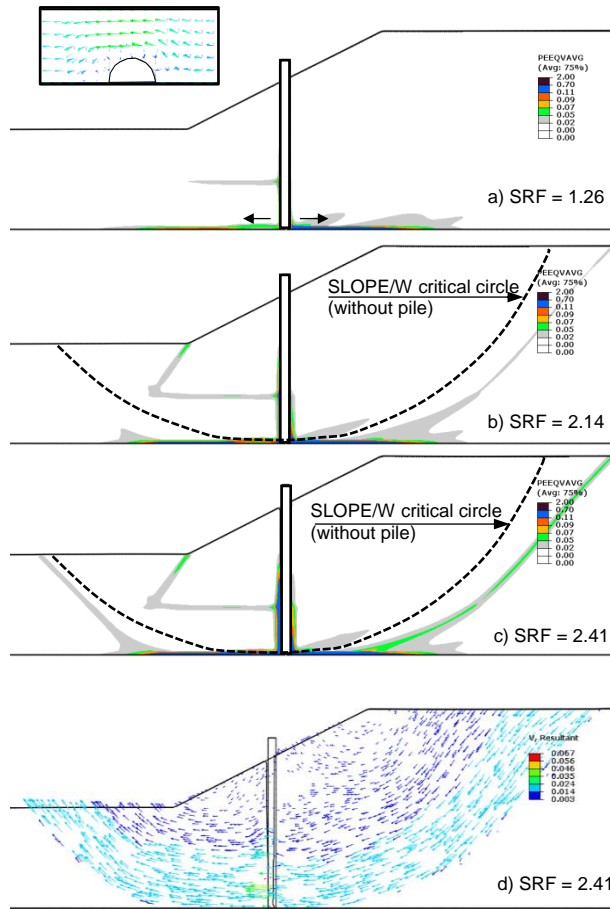 PEEQVAVG
(Avg: 75%)
2.00
0.70
0.11
0.09
0.07
0.05
0.02
0.00
0.00
a) SRF = 1.26
SLOPE/W critical circle
(without pile)
PEEQVAVG
(Avg: 75%)
2.00
0.70
0.11
0.09
0.07
0.05
0.02
0.00
0.00
b) SRF = 2.14
SLOPE/W critical circle
(without pile)
PEEQVAVG
(Avg: 75%)
2.00
0.70
0.11
0.09
0.07
0.05
0.02
0.00
0.00
c) SRF = 2.41
V, Resultant
0.067
0.056
0.046
0.035
0.024
0.014
0.003
d) SRF = 2.41